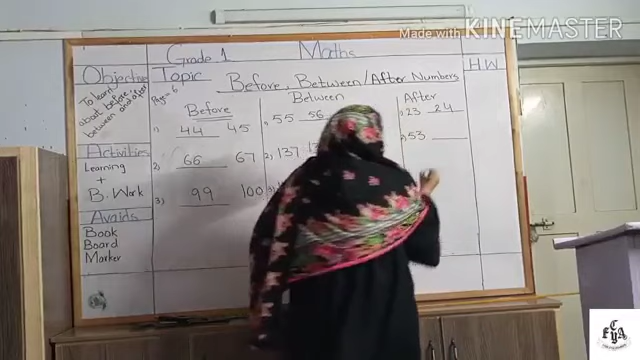 Made with KINEMASTER
Grade 1 Maths
Objective
To learn about before, between and after
Activities
Learning
+
B. Work
Avaids
Book
Board
Marker
Topic Before, Between/After Numbers
Page = 6
Before
1) 44 45
2) 66 67
3) 99 100
Between
1) 55 56
2) 137
After
1) 23 24
2) 53
H.W